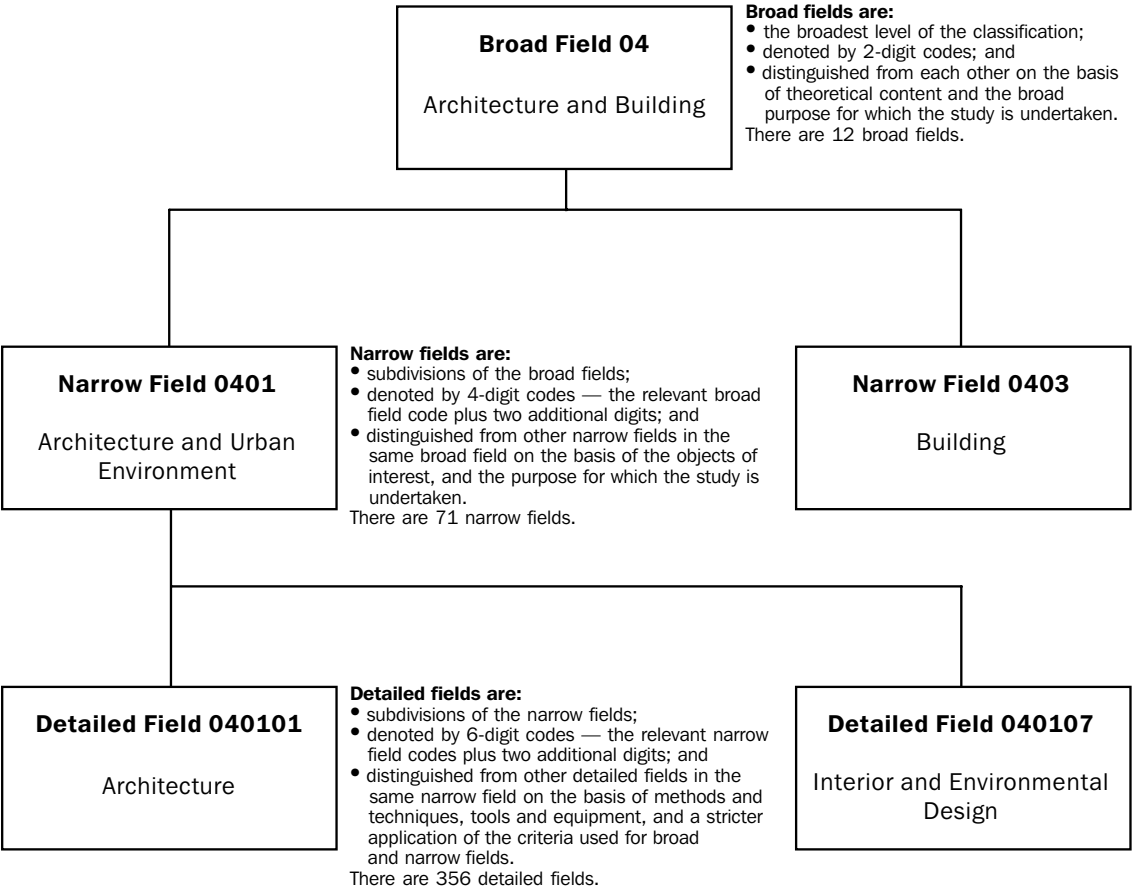 Broad Field 04
Architecture and Building
Broad fields are:
• the broadest level of the classification;
• denoted by 2-digit codes; and
• distinguished from each other on the basis
of theoretical content and the broad
purpose for which the study is undertaken.
There are 12 broad fields.
Narrow Field 0401
Architecture and Urban
Environment
Narrow fields are:
• subdivisions of the broad fields;
• denoted by 4-digit codes — the relevant broad
field code plus two additional digits; and
• distinguished from other narrow fields in the
same broad field on the basis of the objects of
interest, and the purpose for which the study is
undertaken.
There are 71 narrow fields.
Narrow Field 0403
Building
Detailed Field 040101
Architecture
Detailed fields are:
• subdivisions of the narrow fields;
• denoted by 6-digit codes — the relevant narrow
field codes plus two additional digits; and
• distinguished from other detailed fields in the
same narrow field on the basis of methods and
techniques, tools and equipment, and a stricter
application of the criteria used for broad
and narrow fields.
There are 356 detailed fields.
Detailed Field 040107
Interior and Environmental
Design